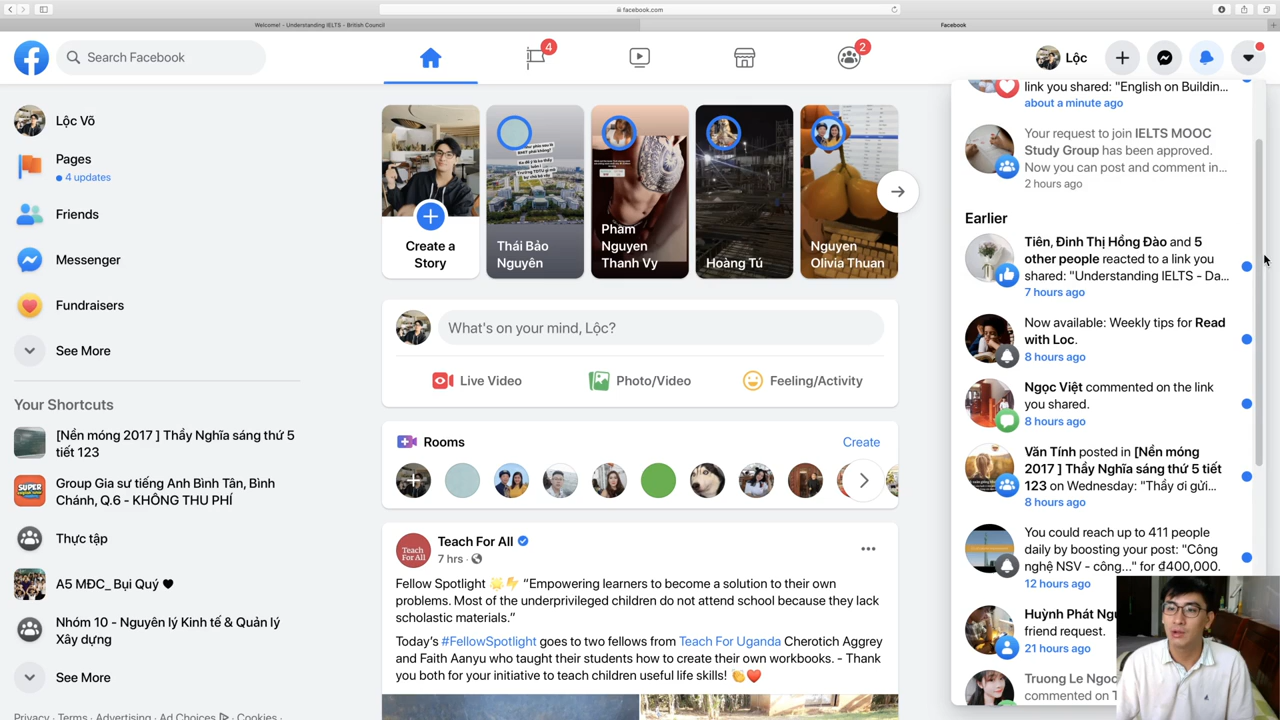 facebook.com
Welcome! - Understanding IELTS - British Council
Facebook
Search Facebook
4
2
Lộc
Lộc Võ
Pages
4 updates
Friends
Messenger
Fundraisers
See More
Your Shortcuts
[Nền móng 2017 ] Thầy Nghĩa sáng thứ 5
tiết 123
SUPER
Group Gia sư tiếng Anh Bình Tân, Bình
Chánh, Q.6 - KHÔNG THU PHÍ
Thực tập
A5 MĐC_ Bụi Quý ♥
Nhóm 10 - Nguyên lý Kinh tế & Quản lý
Xây dựng
See More
Privacy · Terms · Advertising · Ad Choices · Cookies ·
Create a
Story
Thái Bảo
Nguyên
Phạm
Nguyen
Thanh Vy
Hoàng Tú
Nguyen
Olivia Thuan
What's on your mind, Lộc?
Live Video
Photo/Video
Feeling/Activity
Rooms
Create
Teach
For All
Teach For All
7 hrs ·
Fellow Spotlight 🌟⚡ “Empowering learners to become a solution to their own
problems. Most of the underprivileged children do not attend school because they lack
scholastic materials.”
Today's #FellowSpotlight goes to two fellows from Teach For Uganda Cherotich Aggrey
and Faith Aanyu who taught their students how to create their own workbooks. - Thank
you both for your initiative to teach children useful life skills! 👏❤️
link you shared: "English on Buildin...
about a minute ago
Your request to join IELTS MOOC
Study Group has been approved.
Now you can post and comment in...
2 hours ago
Earlier
Tiên, Đinh Thị Hồng Đào and 5
other people reacted to a link you
shared: "Understanding IELTS - Da...
7 hours ago
Now available: Weekly tips for Read
with Loc.
8 hours ago
Ngọc Việt commented on the link
you shared.
8 hours ago
Văn Tính posted in [Nền móng
2017 ] Thầy Nghĩa sáng thứ 5 tiết
123 on Wednesday: "Thầy ơi gửi...
8 hours ago
You could reach up to 411 people
daily by boosting your post: "Công
nghệ NSV - công..." for ₫400,000.
12 hours ago
Huỳnh Phát
friend request.
21 hours ago
Truong Le Ngoc
commented on